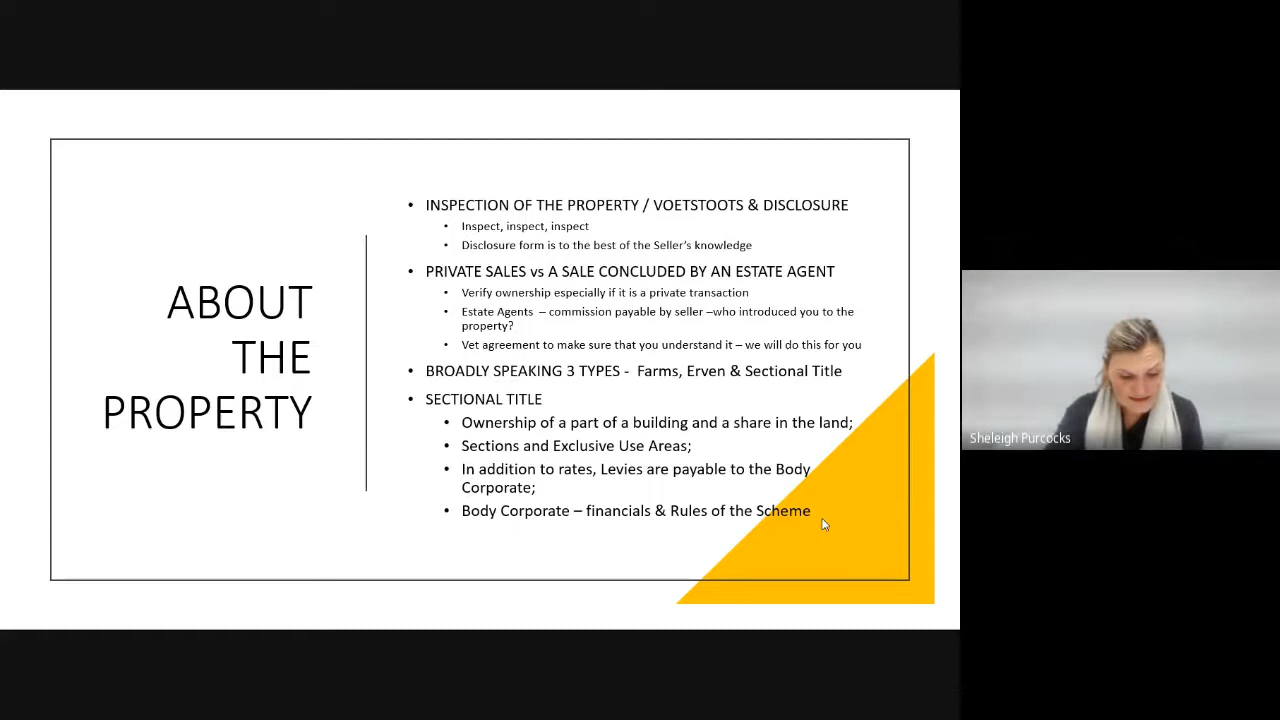 ABOUT
THE
PROPERTY
• INSPECTION OF THE PROPERTY / VOETSTOOTS & DISCLOSURE
• Inspect, inspect, inspect
• Disclosure form is to the best of the Seller's knowledge
• PRIVATE SALES vs A SALE CONCLUDED BY AN ESTATE AGENT
• Verify ownership especially if it is a private transaction
• Estate Agents – commission payable by seller –who introduced you to the
property?
• Vet agreement to make sure that you understand it – we will do this for you
• BROADLY SPEAKING 3 TYPES - Farms, Erven & Sectional Title
• SECTIONAL TITLE
• Ownership of a part of a building and a share in the land;
• Sections and Exclusive Use Areas;
• In addition to rates, Levies are payable to the Body
Corporate;
• Body Corporate – financials & Rules of the Scheme
Sheleigh Purcocks